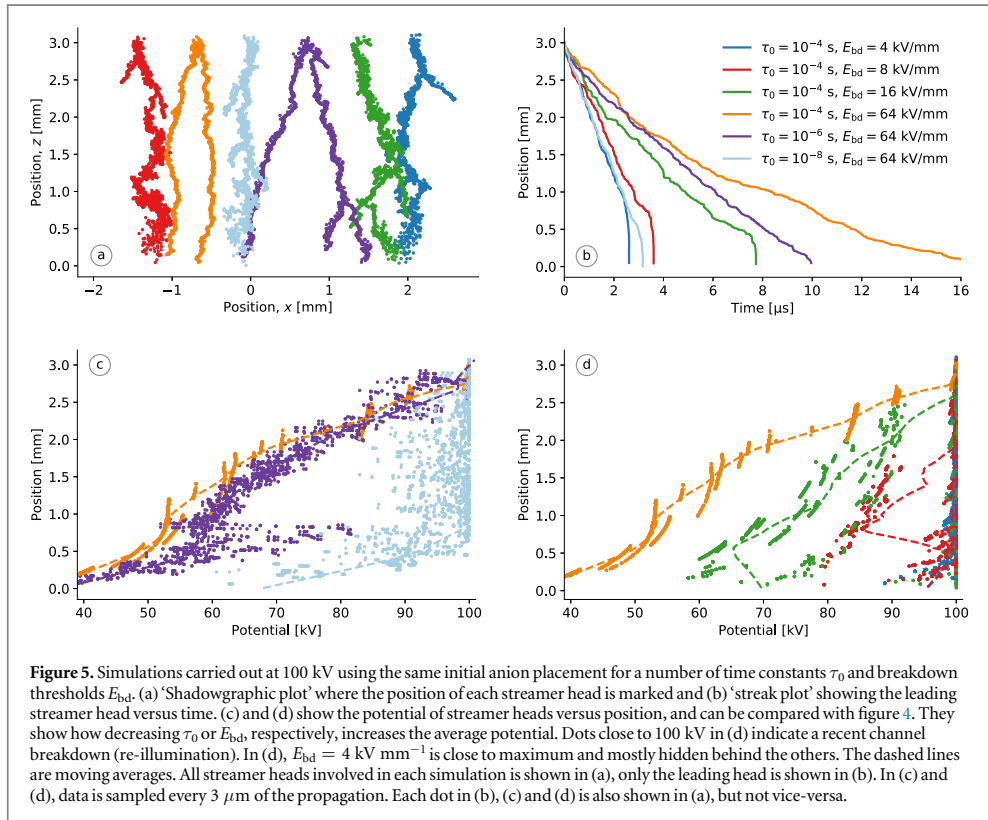 3.0
2.5
2.0
1.5
1.0
0.5
0.0
Position, z [mm]
a
−2
−1
0
1
2
Position, x [mm]
3.0
2.5
2.0
1.5
1.0
0.5
0.0
Position, z [mm]
b
τ0 = 10−4 s, Ebd = 4 kV/mm
τ0 = 10−4 s, Ebd = 8 kV/mm
τ0 = 10−4 s, Ebd = 16 kV/mm
τ0 = 10−4 s, Ebd = 64 kV/mm
τ0 = 10−6 s, Ebd = 64 kV/mm
τ0 = 10−8 s, Ebd = 64 kV/mm
0 2 4 6 8 10 12 14 16
Time [µs]
3.0
2.5
2.0
1.5
1.0
0.5
0.0
Position [mm]
c
40 50 60 70 80 90 100
Potential [kV]
3.0
2.5
2.0
1.5
1.0
0.5
0.0
Position [mm]
d
40 50 60 70 80 90 100
Potential [kV]
Figure 5. Simulations carried out at 100 kV using the same initial anion placement for a number of time constants τ0 and breakdown
thresholds Ebd. (a) ‘Shadowgraphic plot’ where the position of each streamer head is marked and (b) ‘streak plot’ showing the leading
streamer head versus time. (c) and (d) show the potential of streamer heads versus position, and can be compared with figure 4. They
show how decreasing τ0 or Ebd, respectively, increases the average potential. Dots close to 100 kV in (d) indicate a recent channel
breakdown (re-illumination). In (d), Ebd = 4 kV mm−1 is close to maximum and mostly hidden behind the others. The dashed lines
are moving averages. All streamer heads involved in each simulation is shown in (a), only the leading head is shown in (b). In (c) and
(d), data is sampled every 3 µm of the propagation. Each dot in (b), (c) and (d) is also shown in (a), but not vice-versa.